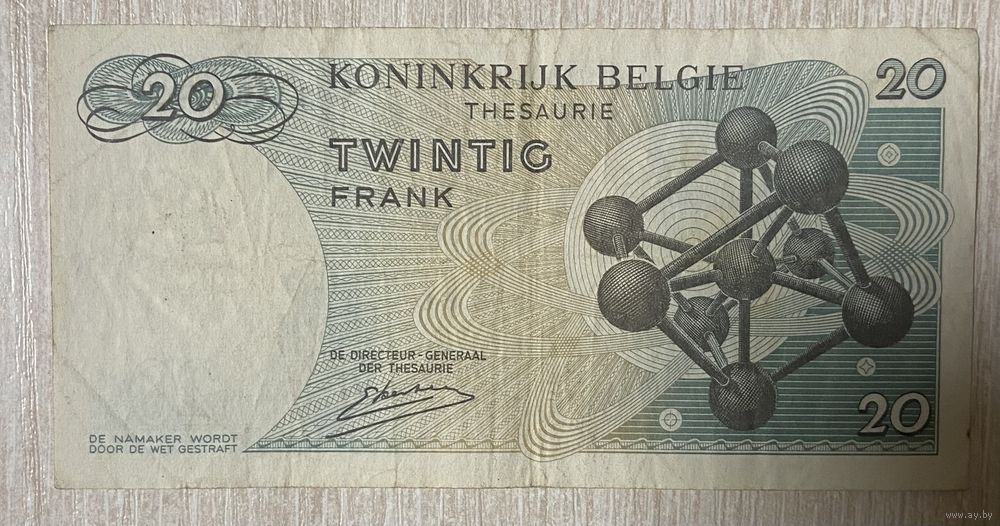 20
KONINKRIJK BELGIE
20
THESAURIE
TWINTIG
FRANK
DE DIRECTEUR-GENERAAL
DER THESAURIE
20
DE NAMAKER WORDT
DOOR DE WET GESTRAFT
www.ay.by